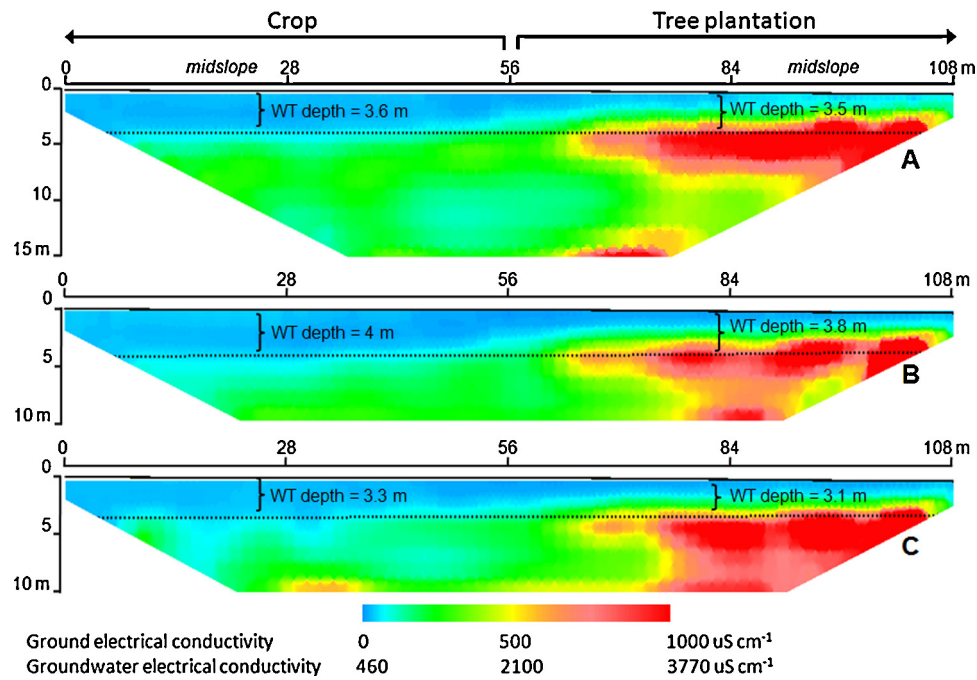 Crop Tree plantation
0 midslope 28 56 84 midslope 108 m
0
WT depth = 3.6 m WT depth = 3.5 m
5
A
10
15 m
0 28 56 84 108 m
0
WT depth = 4 m WT depth = 3.8 m
5
B
10 m
0 28 56 84 108 m
0
WT depth = 3.3 m WT depth = 3.1 m
5
C
10 m
Ground electrical conductivity 0 500 1000 uS cm⁻¹
Groundwater electrical conductivity 460 2100 3770 uS cm⁻¹